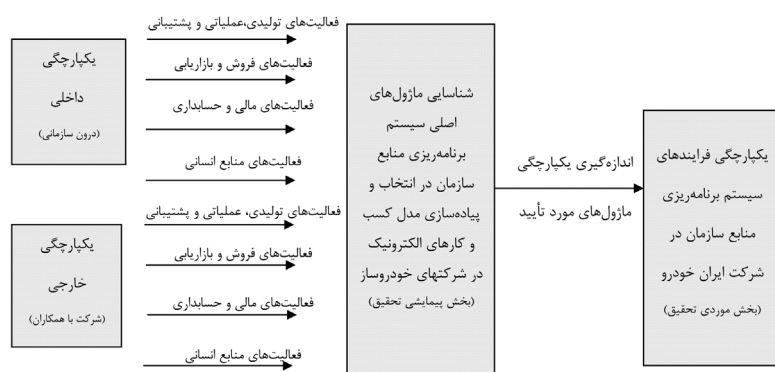 یکپارچگی
داخلی
(درون سازمانی)
فعالیت‌های تولیدی،عملیاتی و پشتیبانی
فعالیت‌های فروش و بازاریابی
فعالیت‌های مالی و حسابداری
فعالیت‌های منابع انسانی
یکپارچگی
خارجی
(شرکت با همکاران)
فعالیت‌های تولیدی، عملیاتی و پشتیبانی
فعالیت‌های فروش و بازاریابی
فعالیت‌های مالی و حسابداری
فعالیت‌های منابع انسانی
شناسایی ماژول‌های
اصلی سیستم
برنامه‌ریزی منابع
سازمان در انتخاب و
پیاده‌سازی مدل کسب
و کارهای الکترونیک
در شرکتهای خودروساز
(بخش پیمایشی تحقیق)
اندازه‌گیری یکپارچگی
ماژول‌های مورد تأیید
یکپارچگی فرایندهای
سیستم برنامه‌ریزی
منابع سازمان در
شرکت ایران خودرو
(بخش موردی تحقیق)